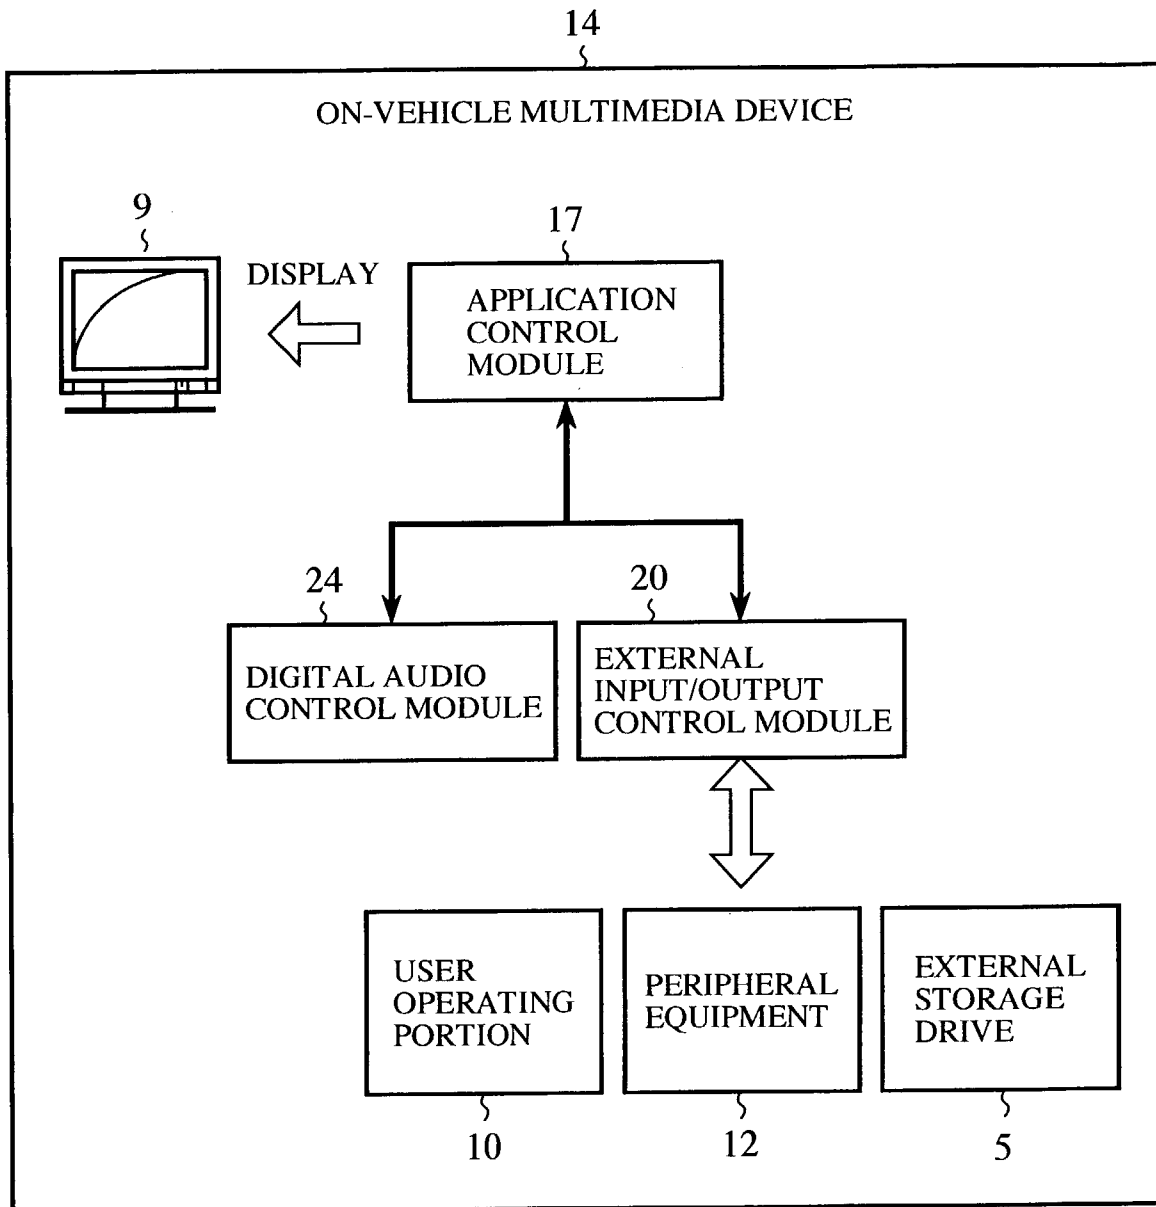 14
ON-VEHICLE MULTIMEDIA DEVICE
9
17
DISPLAY
APPLICATION
CONTROL
MODULE
24
20
DIGITAL AUDIO
CONTROL MODULE
EXTERNAL
INPUT/OUTPUT
CONTROL MODULE
USER
OPERATING
PORTION
PERIPHERAL
EQUIPMENT
EXTERNAL
STORAGE
DRIVE
10
12
5